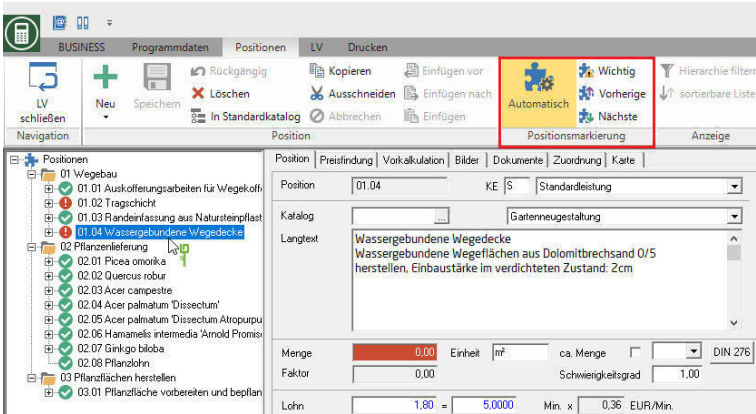 BUSINESS Programmdaten Positionen LV Drucken
LV schließen
Neu
Speichern
Rückgängig
Löschen
In Standardkatalog
Kopieren
Ausschneiden
Abbrechen
Einfügen vor
Einfügen nach
Einfügen
Automatisch
Wichtig
Vorherige
Nächste
Hierarchie filtern
sortierbare Liste
Navigation Position Positionsmarkierung Anzeige
Positionen
01 Wegebau
01.01 Auskofferungsarbeiten für Wegekoff
01.02 Tragschicht
01.03 Randeinfassung aus Natursteinpflast
01.04 Wassergebundene Wegedecke
02 Pflanzenlieferung
02.01 Picea omorika
02.02 Quercus robur
02.03 Acer campestre
02.04 Acer palmatum 'Dissectum'
02.05 Acer palmatum 'Dissectum Atropurpu
02.06 Hamamelis intermedia 'Arnold Promis
02.07 Ginkgo biloba
02.08 Pflanzlohn
03 Pflanzflächen herstellen
03.01 Pflanzfläche vorbereiten und bepflan
Position Preisfindung Vorkalkulation Bilder Dokumente Zuordnung Karte
Position 01.04 KE S Standardleistung
Katalog ... Gartenneugestaltung
Langtext
Wassergebundene Wegedecke
Wassergebundene Wegeflächen aus Dolomitbrechsand 0/5
herstellen, Einbaustärke im verdichteten Zustand: 2cm
Menge 0,00 Einheit m² ca. Menge DIN 276
Faktor 0,00 Schwierigkeitsgrad 1,00
Lohn 1,80 = 5,0000 Min. x 0,36 EUR/Min.